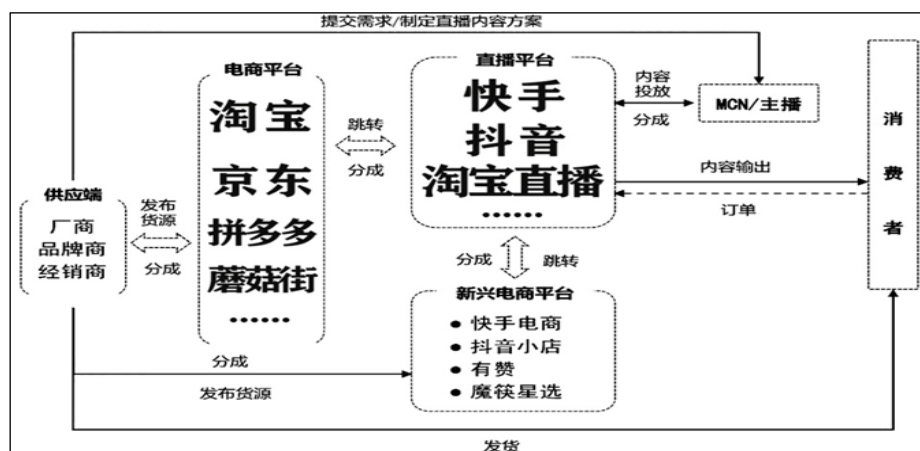 提交需求/制定直播内容方案
电商平台
淘宝
京东
拼多多
蘑菇街
······
直播平台
快手
抖音
淘宝直播
······
内容
投放
分成
MCN/主播
消费者
跳转
分成
内容输出
订单
供应端
厂商
品牌商
经销商
发布
货源
分成
分成
跳转
新兴电商平台
● 快手电商
● 抖音小店
● 有赞
● 魔筷星选
分成
发布货源
发货